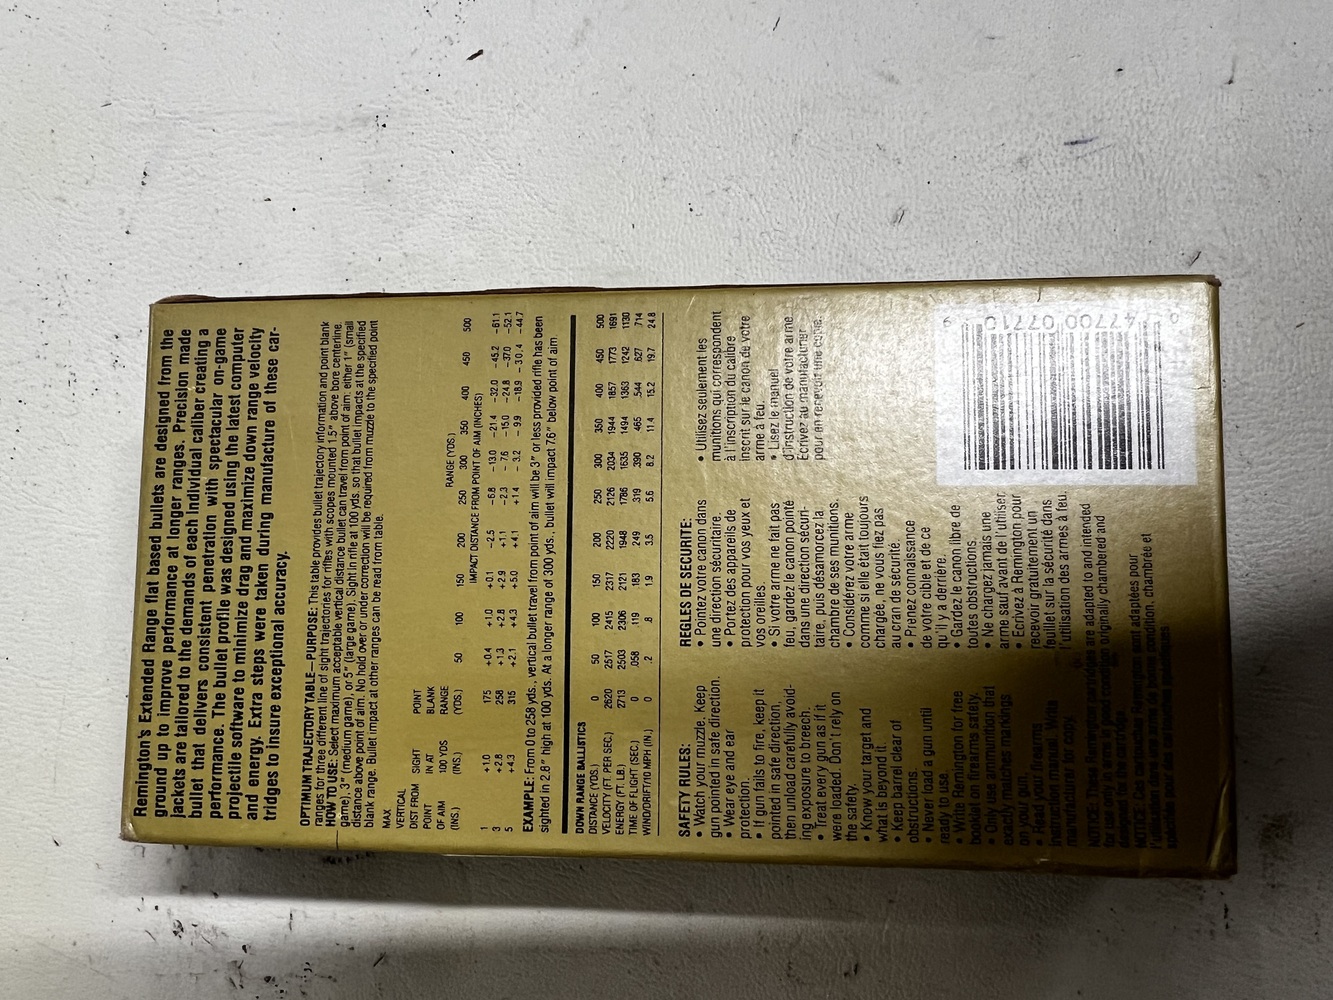 Remington's Extended Range flat based bullets are designed from the
ground up to improve performance at longer ranges. Precision made
jackets are tailored to the demands of each individual caliber creating a
bullet that delivers consistent penetration with spectacular on-game
performance. The bullet profile was designed using the latest computer
projectile software to minimize drag and maximize down range velocity
and energy. Extra steps were taken during manufacture of these car-
tridges to insure exceptional accuracy.
OPTIMUM TRAJECTORY TABLE—PURPOSE: This table provides bullet trajectory information and point blank
ranges for three different line of sight trajectories for rifles with scopes mounted 1.5" above bore centerline.
HOW TO USE: Select maximum acceptable vertical distance bullet can travel from point of aim: either 1" (small
game), 3" (medium game), or 5" (large game). Sight in rifle at 100 yds. so that bullet impacts at the specified
distance above point of aim. No hold over or under correction will be required from muzzle to the specified point
blank range. Bullet impact at other ranges can be read from table.
MAX
VERTICAL
DIST FROM SIGHT POINT RANGE (YDS.)
POINT IN AT BLANK 50 100 150 200 250 300 350 400 450 500
OF AIM 100 YDS RANGE IMPACT DISTANCE FROM POINT OF AIM (INCHES)
(INS.) (INS.) (YDS.)
1 +1.0 175 +0.4 +1.0 +0.1 −2.5 −6.8 −13.0 −21.4 −32.0 −45.2 −61.1
3 +2.8 258 +1.3 +2.8 +2.9 +1.1 −2.3 − 7.6 −15.0 −24.8 −37.0 −52.1
5 +4.3 315 +2.1 +4.3 +5.0 +4.1 +1.4 − 3.2 − 9.9 −18.9 −30.4 −44.7
EXAMPLE: From 0 to 258 yds., vertical bullet travel from point of aim will be 3" or less provided rifle has been
sighted in 2.8" high at 100 yds. At a longer range of 300 yds., bullet will impact 7.6" below point of aim
DOWN RANGE BALLISTICS
DISTANCE (YDS.) 0 50 100 150 200 250 300 350 400 450 500
VELOCITY (FT. PER SEC.) 2620 2517 2415 2317 2220 2126 2034 1944 1857 1773 1691
ENERGY (FT. LB.) 2713 2503 2306 2121 1948 1786 1635 1494 1363 1242 1130
TIME OF FLIGHT (SEC.) 0 .058 .119 .183 .249 .319 .390 .465 .544 .627 .714
WINDDRIFT/10 MPH (IN.) 0 .2 .8 1.9 3.5 5.6 8.2 11.4 15.2 19.7 24.8
SAFETY RULES:
• Watch your muzzle. Keep
gun pointed in safe direction.
• Wear eye and ear
protection.
• If gun fails to fire, keep it
pointed in safe direction,
then unload carefully avoid-
ing exposure to breech.
• Treat every gun as if it
were loaded. Don't rely on
the safety.
• Know your target and
what is beyond it.
• Keep barrel clear of
obstructions.
• Never load a gun until
ready to use.
• Write Remington for free
booklet on firearms safety.
• Only use ammunition that
exactly matches markings
on your gun.
• Read your firearms
instruction manual. Write
manufacturer for copy.
REGLES DE SECURITE:
• Pointez votre canon dans
une direction sécuritaire.
• Portez des appareils de
protection pour vos yeux et
vos oreilles.
• Si votre arme ne fait pas
feu, gardez le canon pointé
dans une direction sécuri-
taire, puis désamorcez la
chambre de ses munitions.
• Considerez votre arme
comme si elle était toujours
chargée, ne vous fiez pas
au cran de sécurité.
• Prenez connaissance
de votre cible et de ce
qu'il y a derrière.
• Gardez le canon libre de
toutes obstructions.
• Ne chargez jamais une
arme sauf avant de l'utiliser.
• Ecrivez à Remington pour
recevoir gratuitement un
feuillet sur la sécurité dans
l'utilisation des armes à feu.
• Utilisez seulement les
munitions qui correspondent
à l'inscription du calibre
inscrit sur le canon de votre
arme à feu.
• Lisez le manuel
d'instruction de votre arme.
Ecrivez au manufacturier
pour en recevoir une copie.
NOTICE: These Remington cartridges are adapted to and intended
for use only in arms in good condition originally chambered and
designed for the cartridge.
NOTICE: Ces cartouches Remington sont adaptées pour
bonne condition, chambrée et
0 47700 07710 9